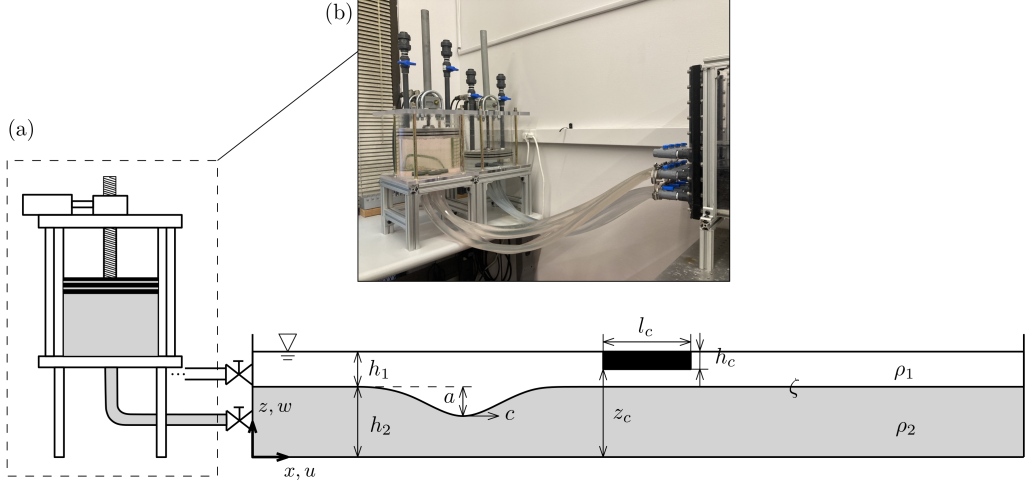 (b)
(a)
...
l_c
h_1
h_c
ρ_1
a
ζ
z, w
c
h_2
z_c
ρ_2
x, u